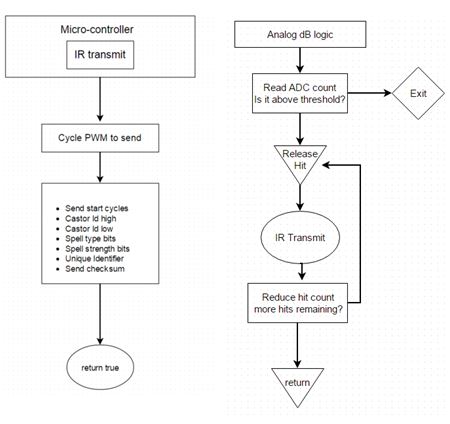 Micro-controller
IR transmit
Cycle PWM to send
Send start cycles
Castor Id high
Castor Id low
Spell type bits
Spell strength bits
Unique Identifier
Send checksum
return true
Analog dB logic
Read ADC count
Is it above threshold?
Exit
Release
Hit
IR Transmit
Reduce hit count
more hits remaining?
return